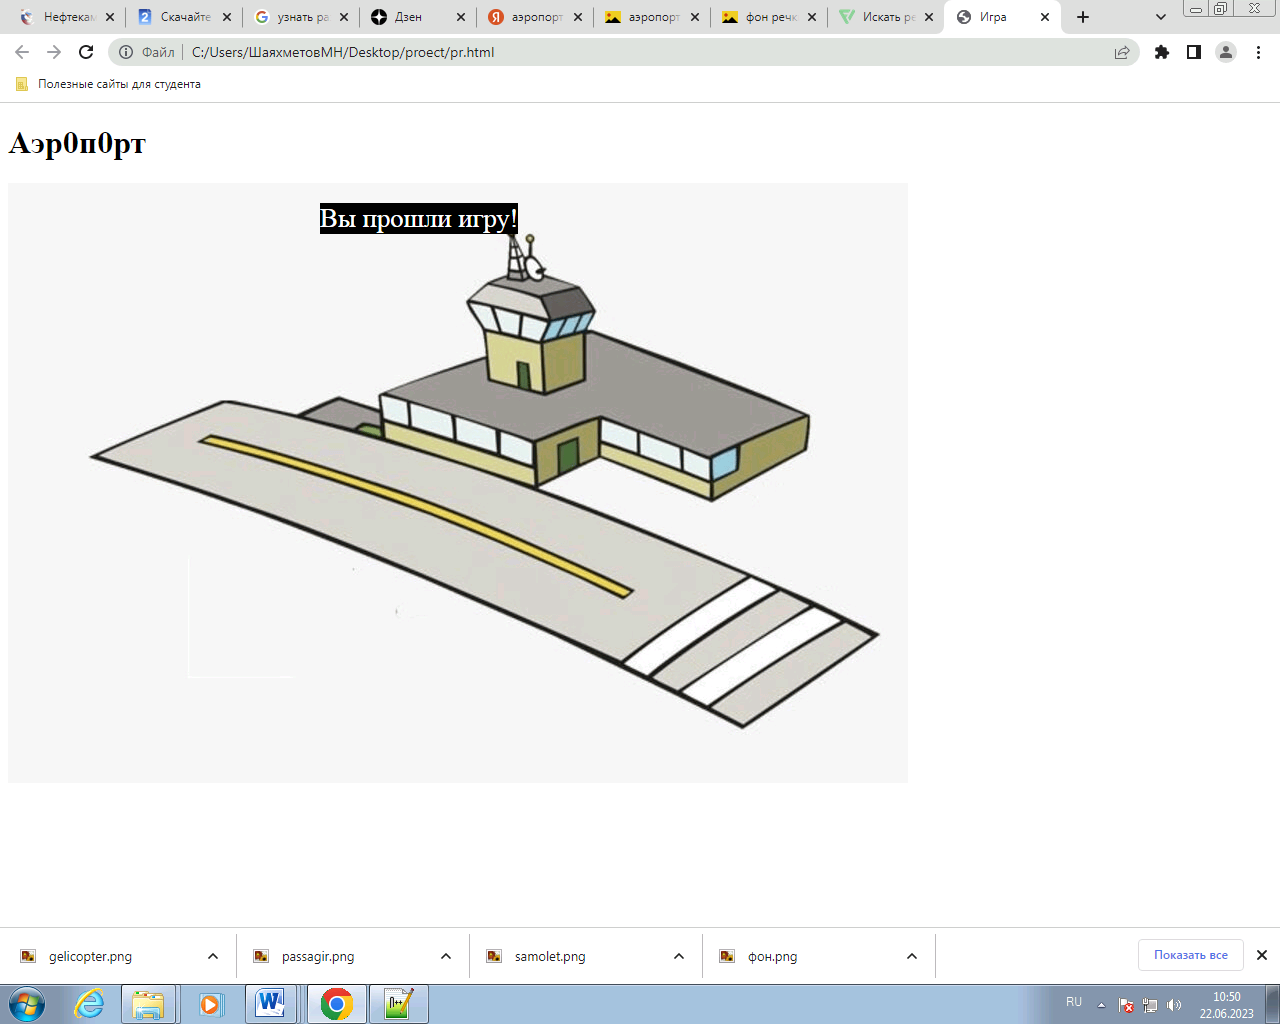 Нефтекам
Скачайте
узнать ра
Дзен
аэропорт
аэропорт
фон речк
Искать ре
Игра
Файл
C:/Users/ШаяхметовМН/Desktop/proect/pr.html
Полезные сайты для студента
Аэр0п0рт
Вы прошли игру!
gelicopter.png
passagir.png
samolet.png
фон.png
Показать все
RU
10:50
22.06.2023